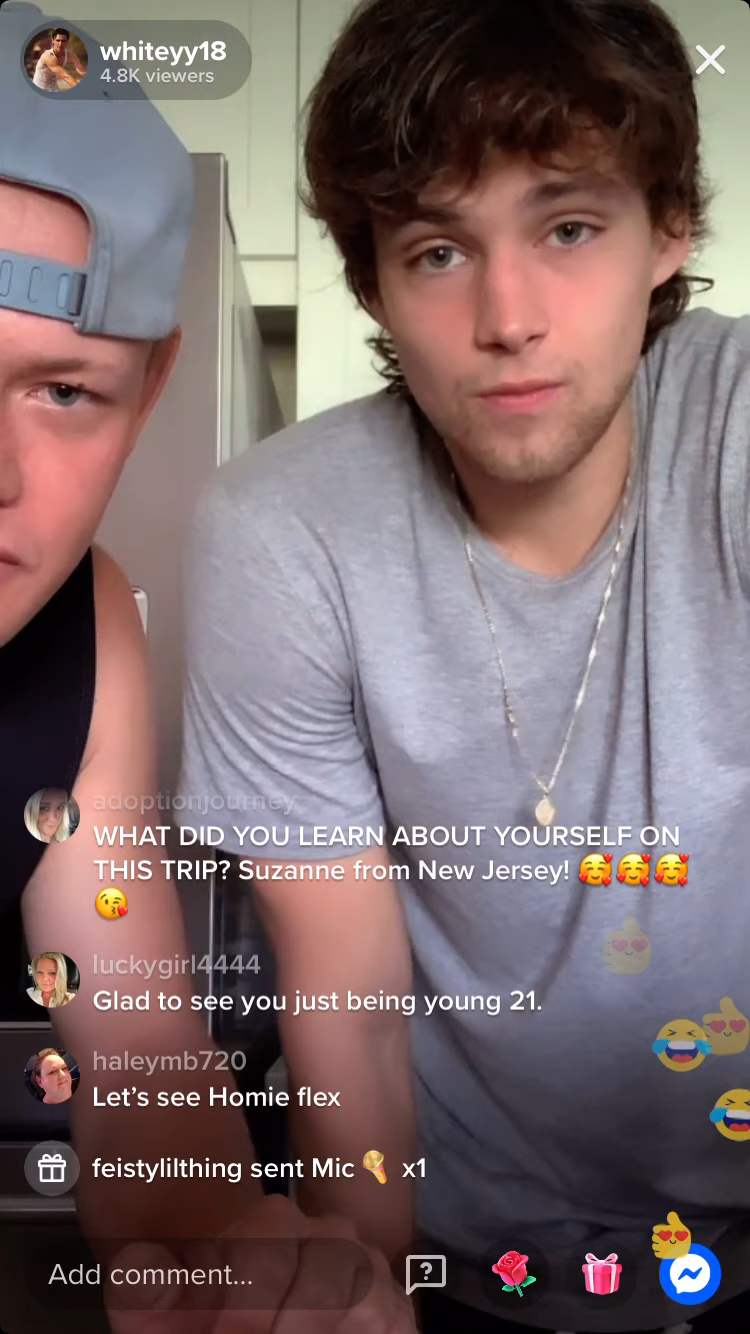 whiteyy18
4.8K viewers
adoptionjourney
WHAT DID YOU LEARN ABOUT YOURSELF ON
THIS TRIP? Suzanne from New Jersey! 🥰🥰🥰
😘
luckygirl4444
Glad to see you just being young 21.
haleymb720
Let’s see Homie flex
feistylilthing sent Mic x1
Add comment...